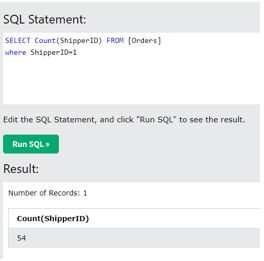 SQL Statement:
SELECT Count(ShipperID) FROM [Orders]
where ShipperID=1
Edit the SQL Statement, and click "Run SQL" to see the result.
Run SQL »
Result:
Number of Records: 1
Count(ShipperID)
54